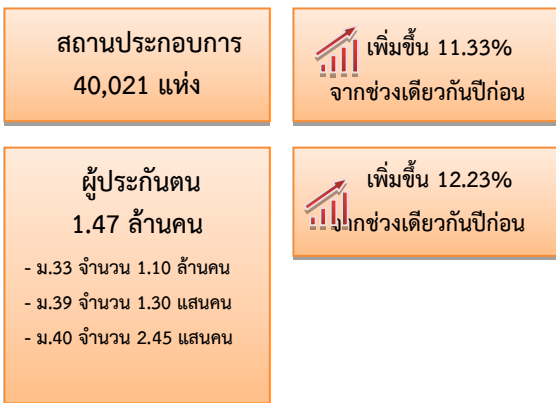 สถานประกอบการ
40,021 แห่ง
เพิ่มขึ้น 11.33%
จากช่วงเดียวกันปีก่อน
ผู้ประกันตน
1.47 ล้านคน
- ม.33 จำนวน 1.10 ล้านคน
- ม.39 จำนวน 1.30 แสนคน
- ม.40 จำนวน 2.45 แสนคน
เพิ่มขึ้น 12.23%
จากช่วงเดียวกันปีก่อน